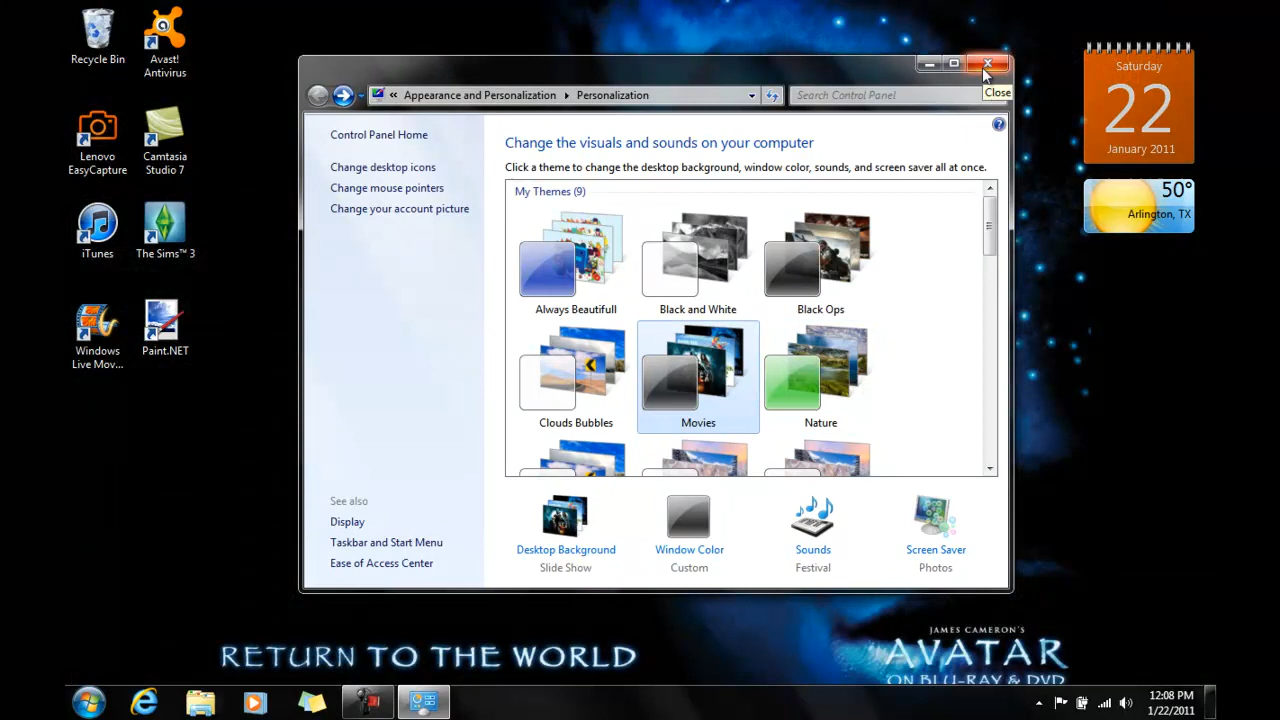 Recycle Bin
Avast!
Antivirus
Lenovo
EasyCapture
Camtasia
Studio 7
iTunes
The Sims™ 3
Windows
Live Mov...
Paint.NET
«
Appearance and Personalization
Personalization
Search Control Panel
Close
Control Panel Home
Change desktop icons
Change mouse pointers
Change your account picture
See also
Display
Taskbar and Start Menu
Ease of Access Center
Change the visuals and sounds on your computer
Click a theme to change the desktop background, window color, sounds, and screen saver all at once.
My Themes (9)
Always Beautifull
Black and White
Black Ops
Clouds Bubbles
Movies
Nature
Desktop Background
Slide Show
Window Color
Custom
Sounds
Festival
Screen Saver
Photos
Saturday
22
January 2011
50°
Arlington, TX
RETURN TO THE WORLD
JAMES CAMERON'S
AVATAR
ON BLU-RAY & DVD
12:08 PM
1/22/2011